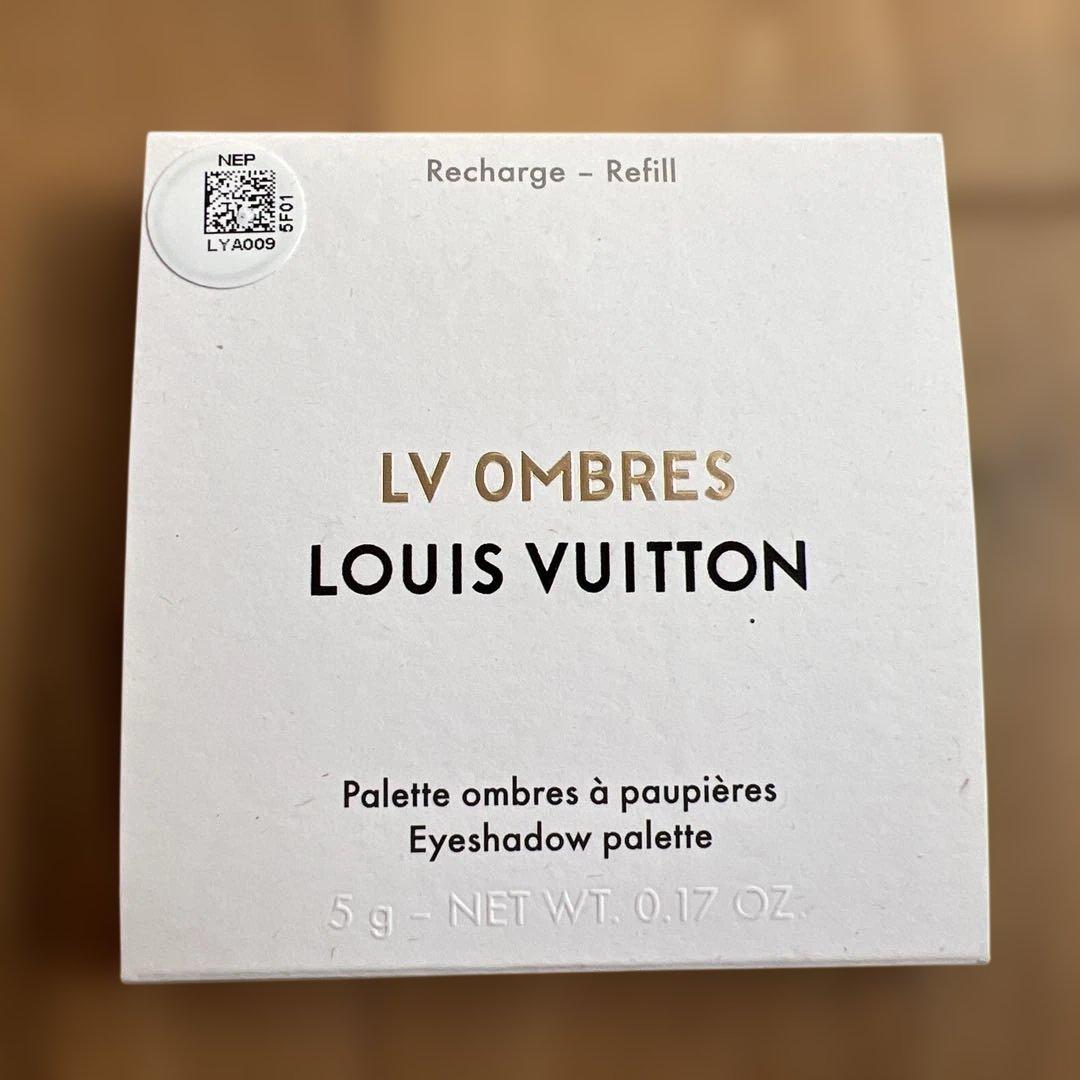 NEP
5F01
LYA009
Recharge – Refill
LV OMBRES
LOUIS VUITTON
Palette ombres à paupières
Eyeshadow palette
5 g – NET WT. 0.17 OZ.